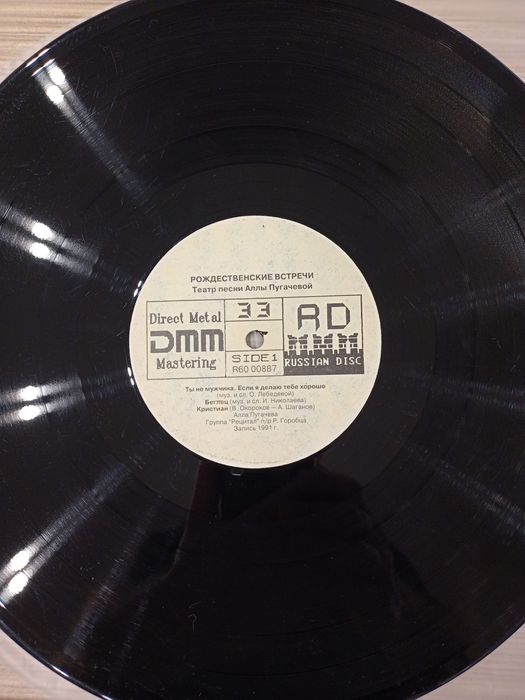 РОЖДЕСТВЕНСКИЕ ВСТРЕЧИ
Театр песни Аллы Пугачевой
Direct Metal
DMM
Mastering
33
SIDE 1
R60 00887
RD
RUSSIAN DISC
Ты не мужчина. Если я делаю тебе хорошо
(муз. и сл. О. Лебедевой)
Беглец (муз. и сл. И. Николаева)
Кристиан (В. Окороков — А. Шаганов)
Алла Пугачева
Группа "Рецитал" п/р Р. Горобца
Запись 1991 г.